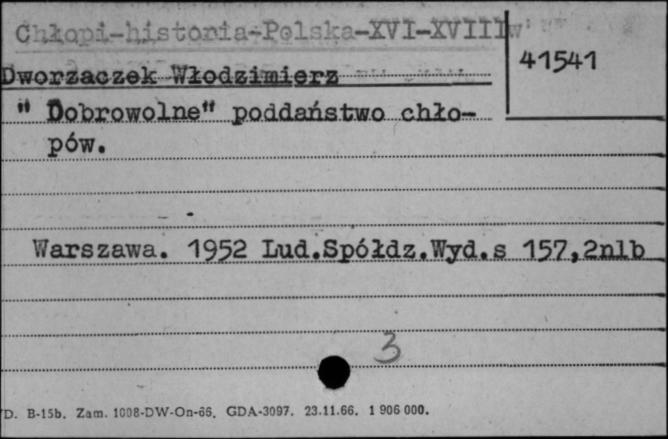 Chłopi-historia-Polska-XVI-XVIIIw
41541
Dworzaczek Włodzimierz
" Dobrowolne" poddaństwo chło-
pów.
Warszawa. 1952 Lud.Spółdz.Wyd.s 157,2nlb
3
D. B-15b. Zam. 1008-DW-On-66. GDA-3097. 23.11.66. 1 906 000.